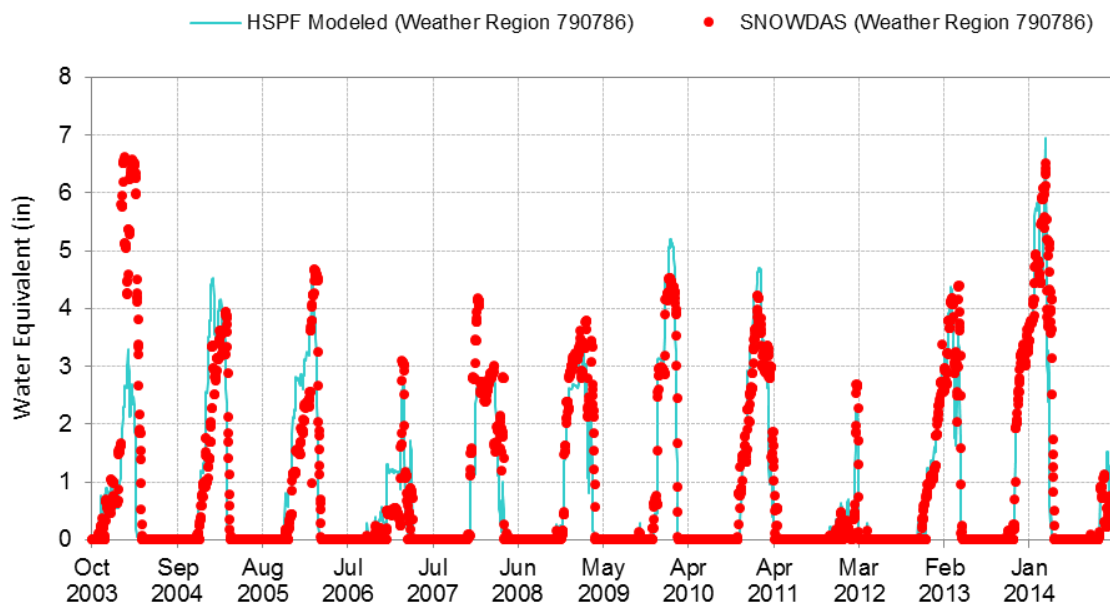 HSPF Modeled (Weather Region 790786) SNOWDAS (Weather Region 790786)
Water Equivalent (in)
8
7
6
5
4
3
2
1
0
Oct Sep Aug Jul Jul Jun May Apr Apr Mar Feb Jan
2003 2004 2005 2006 2007 2008 2009 2010 2011 2012 2013 2014